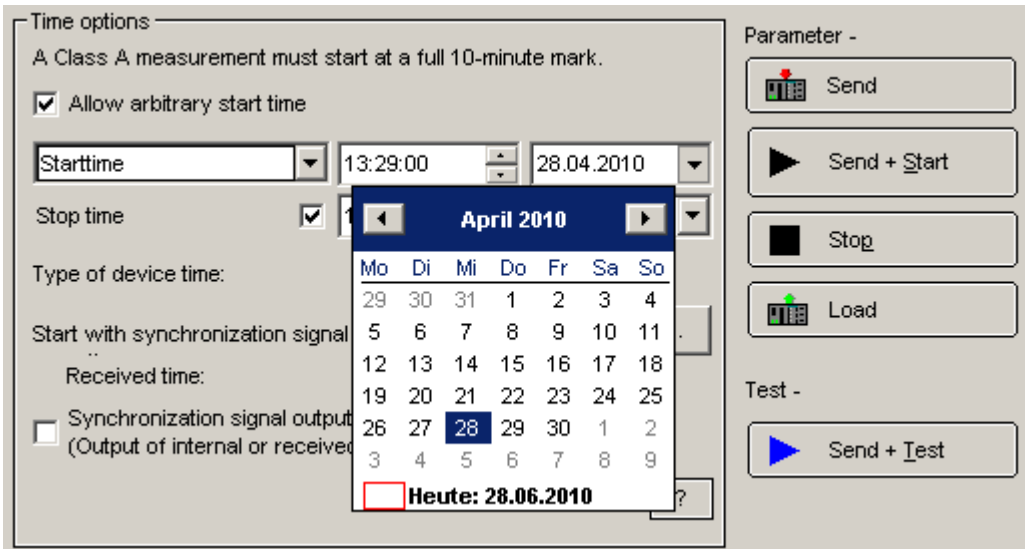 Time options
A Class A measurement must start at a full 10-minute mark.
Allow arbitrary start time
Starttime 13:29:00 28.04.2010
Stop time
Type of device time:
Start with synchronization signal
Received time:
Synchronization signal output
(Output of internal or received
April 2010
Mo Di Mi Do Fr Sa So
29 30 31 1 2 3 4
5 6 7 8 9 10 11
12 13 14 15 16 17 18
19 20 21 22 23 24 25
26 27 28 29 30 1 2
3 4 5 6 7 8 9
Heute: 28.06.2010
?
Parameter -
Send
Send + Start
Stop
Load
Test -
Send + Test